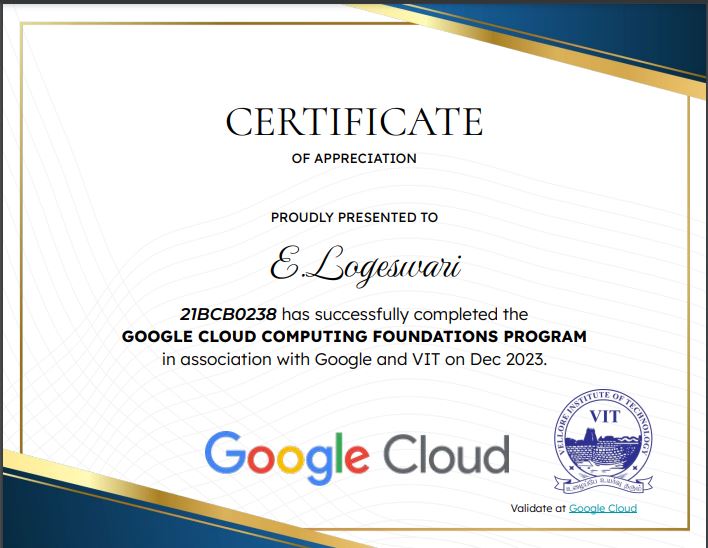 CERTIFICATE
OF APPRECIATION
PROUDLY PRESENTED TO
E.Logeswari
21BCB0238 has successfully completed the
GOOGLE CLOUD COMPUTING FOUNDATIONS PROGRAM
in association with Google and VIT on Dec 2023.
Google Cloud
VELLORE INSTITUTE OF TECHNOLOGY
VIT
Validate at Google Cloud